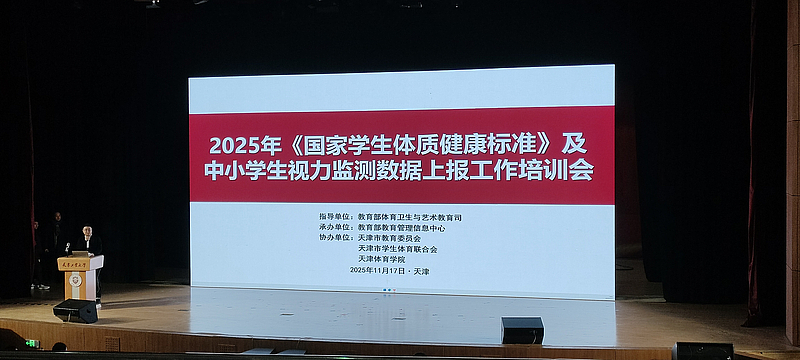 2025年《国家学生体质健康标准》及
中小学生视力监测数据上报工作培训会
指导单位：教育部体育卫生与艺术教育司
承办单位：教育部教育管理信息中心
协办单位：天津市教育委员会
天津市学生体育联合会
天津体育学院
2025年11月17日·天津